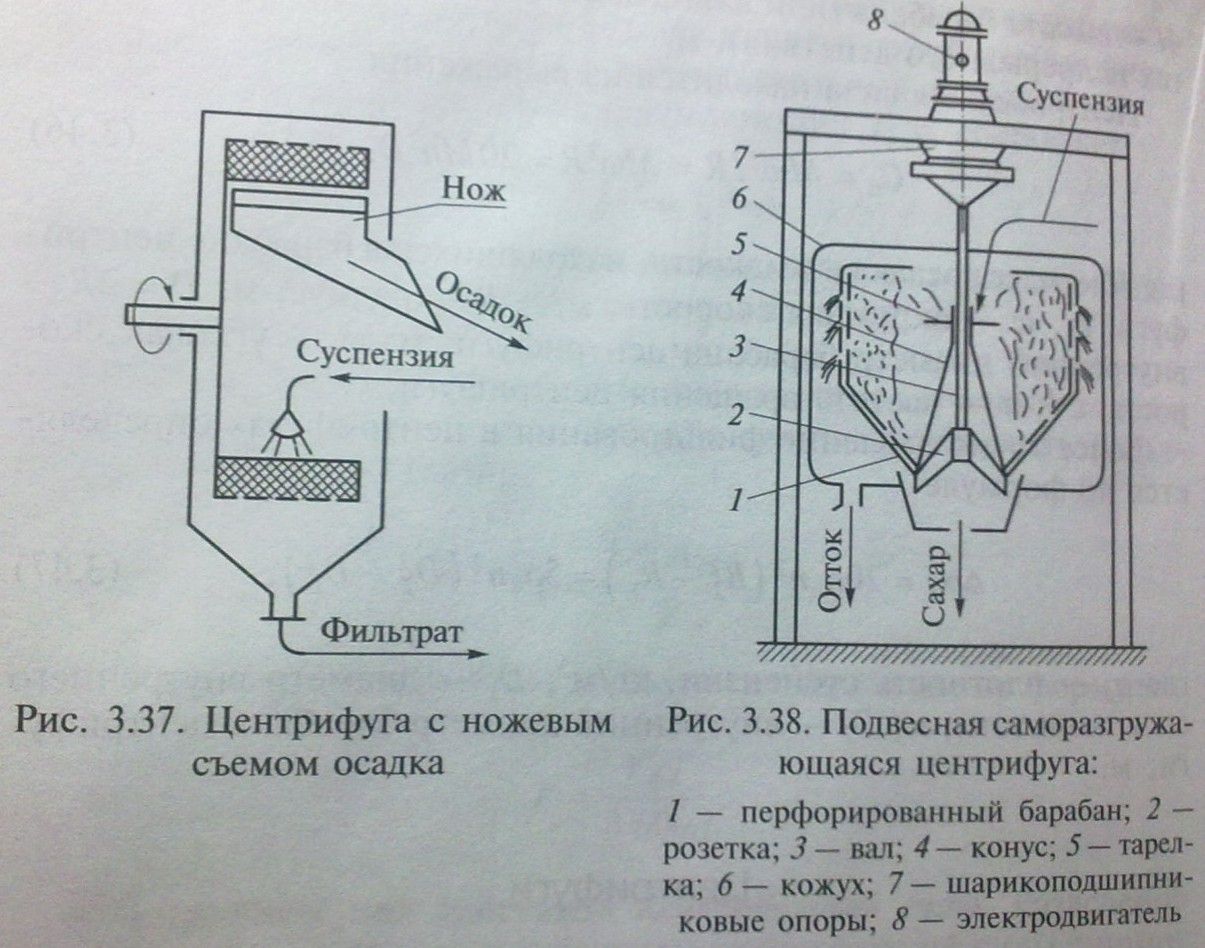 Нож
Осадок
Суспензия
Фильтрат
Рис. 3.37. Центрифуга с ножевым
съемом осадка
8
Суспензия
7
6
5
4
3
2
1
Отток
Сахар
Рис. 3.38. Подвесная саморазгружа-
ющаяся центрифуга:
1 — перфорированный барабан; 2 —
розетка; 3 — вал; 4 — конус; 5 — тарел-
ка; 6 — кожух; 7 — шарикоподшипни-
ковые опоры; 8 — электродвигатель